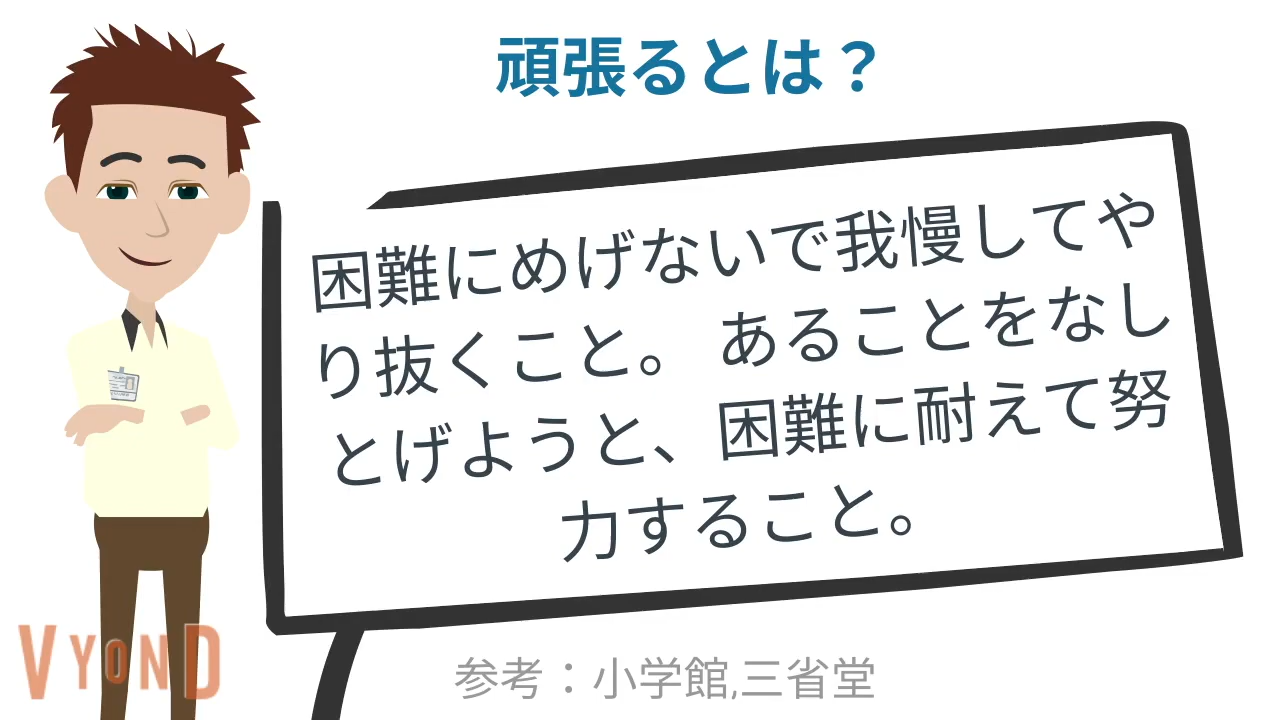 頑張るとは？
困難にめげないで我慢してや
り抜くこと。 あることをなし
とげようと、困難に耐えて努
力すること。
参考：小学館,三省堂
VYOND